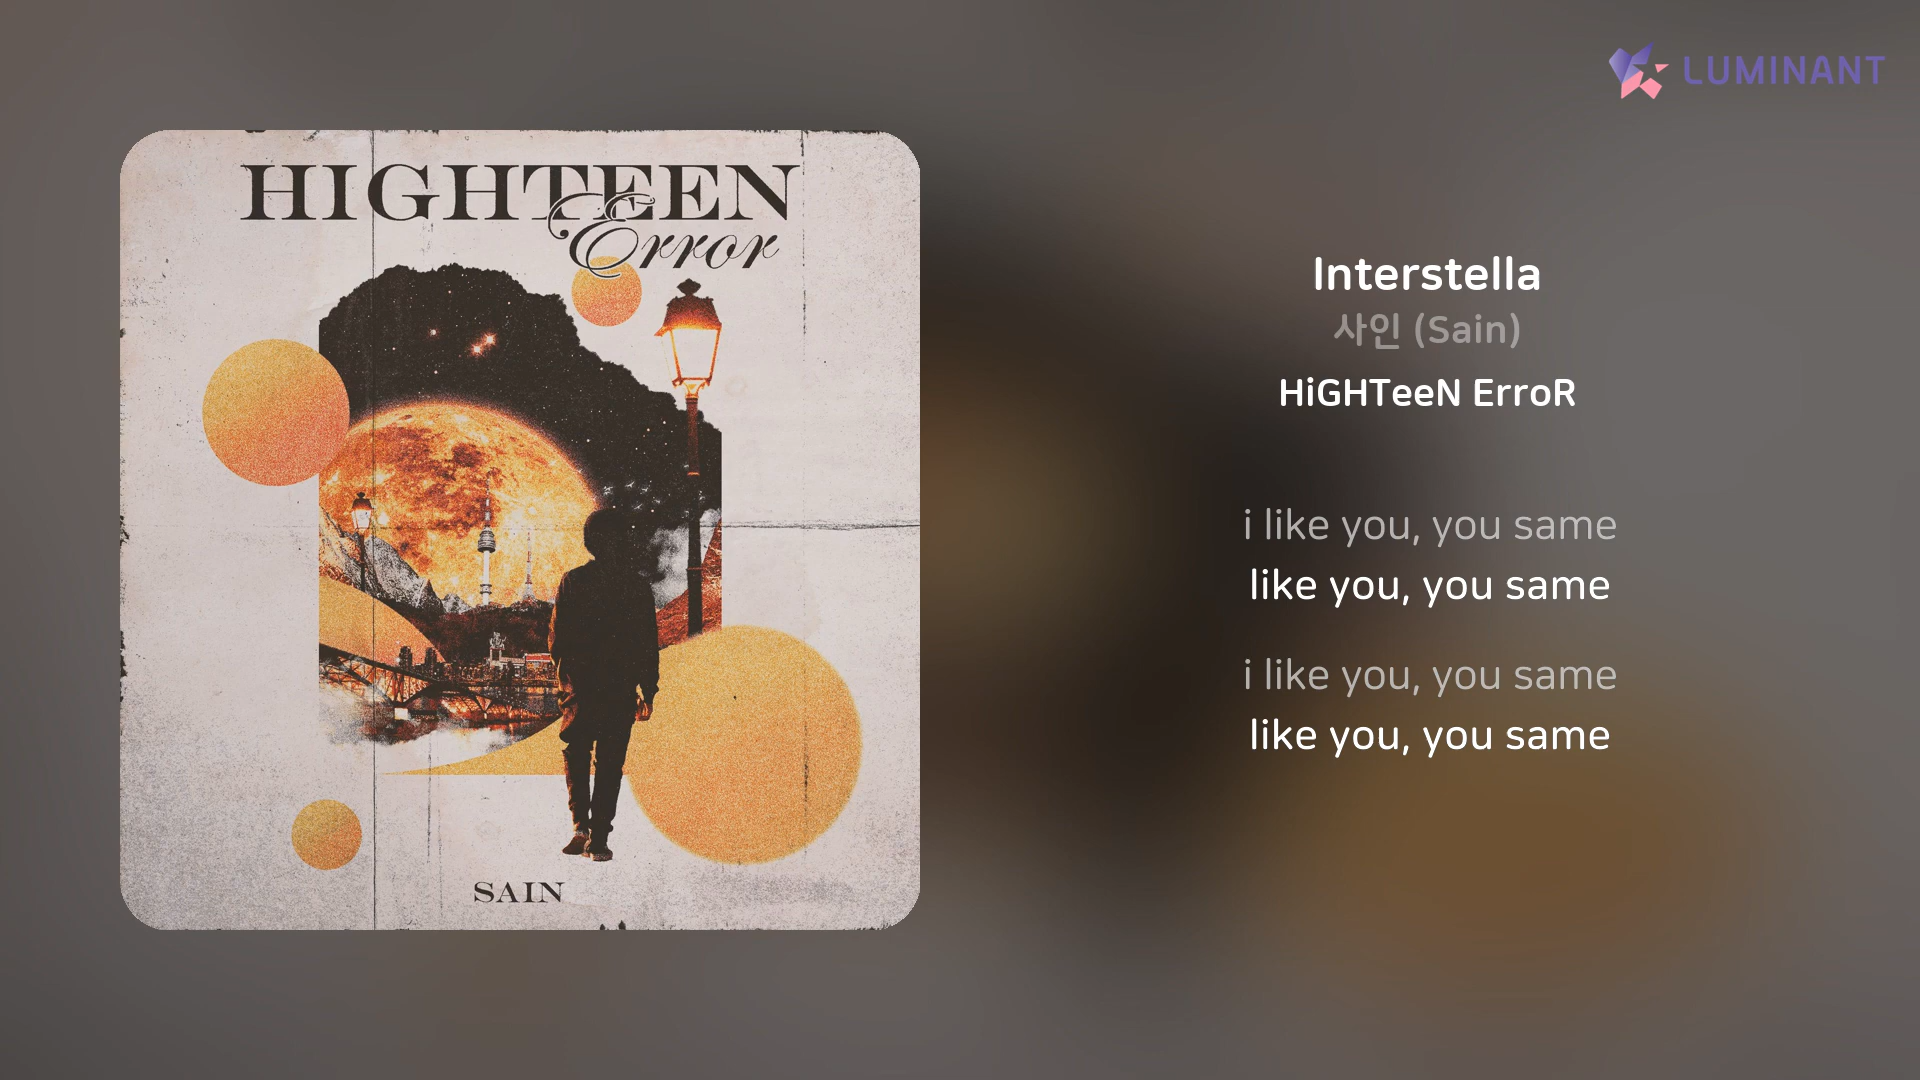 LUMINANT
HIGHTEEN
Error
SAIN
Interstella
사인 (Sain)
HiGHTeeN ErroR
i like you, you same
like you, you same
i like you, you same
like you, you same